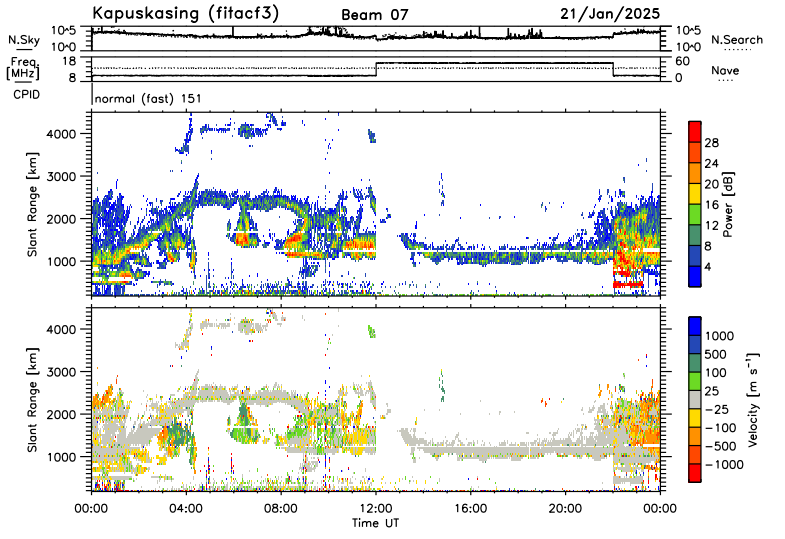 Kapuskasing (fitacf3) Beam 07 21/Jan/2025
N.Sky 10^5 10^0 10^5 10^0 N.Search
Freq. [MHz] 18 8 60 0 Nave
CPID normal (fast) 151
Slant Range [km] 4000 3000 2000 1000
Power [dB] 28 24 20 16 12 8 4
Slant Range [km] 4000 3000 2000 1000
Velocity [m s⁻¹] 1000 500 100 25 −25 −100 −500 −1000
00:00 04:00 08:00 12:00 16:00 20:00 00:00
Time UT